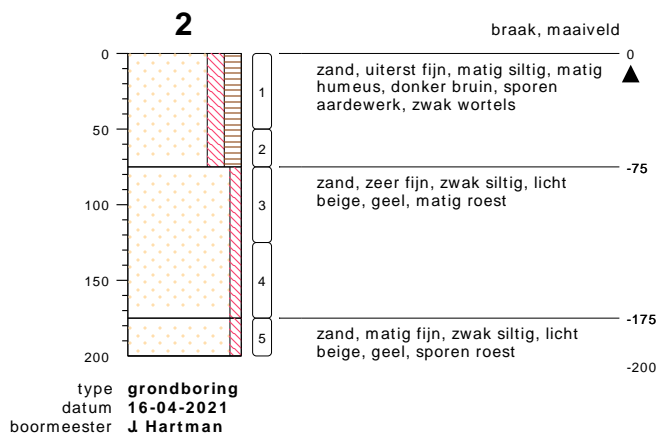 2
braak, maaiveld
0
0
zand, uiterst fijn, matig siltig, matig
humeus, donker bruin, sporen
aardewerk, zwak wortels
1
50
2
-75
zand, zeer fijn, zwak siltig, licht
beige, geel, matig roest
100
3
150
4
-175
zand, matig fijn, zwak siltig, licht
beige, geel, sporen roest
5
200
-200
type grondboring
datum 16-04-2021
boormeester J. Hartman